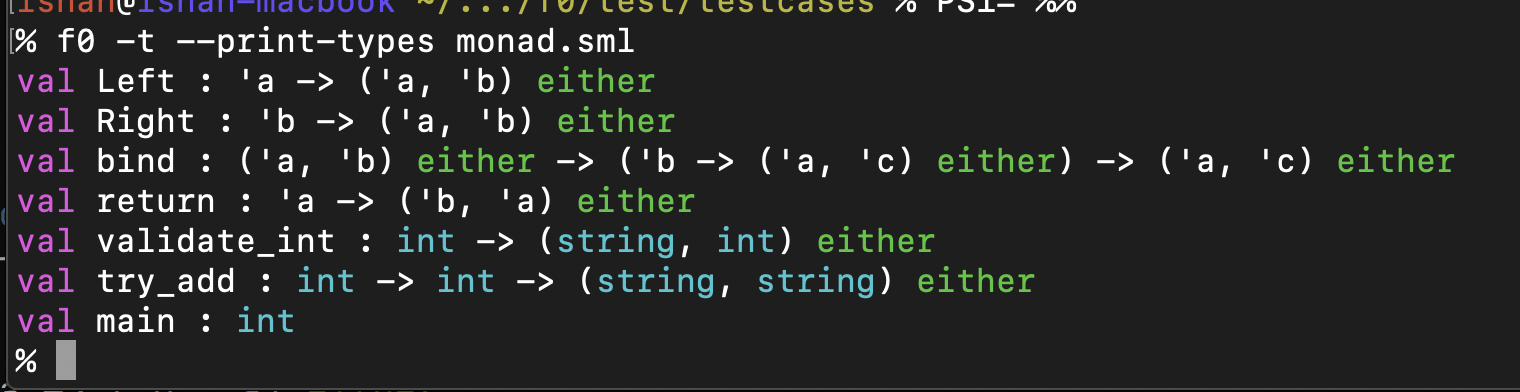 ishan@ishan-macbook ~/.../f0/test/testcases % PS1= %%
% f0 -t --print-types monad.sml
val Left : 'a -> ('a, 'b) either
val Right : 'b -> ('a, 'b) either
val bind : ('a, 'b) either -> ('b -> ('a, 'c) either) -> ('a, 'c) either
val return : 'a -> ('b, 'a) either
val validate_int : int -> (string, int) either
val try_add : int -> int -> (string, string) either
val main : int
%